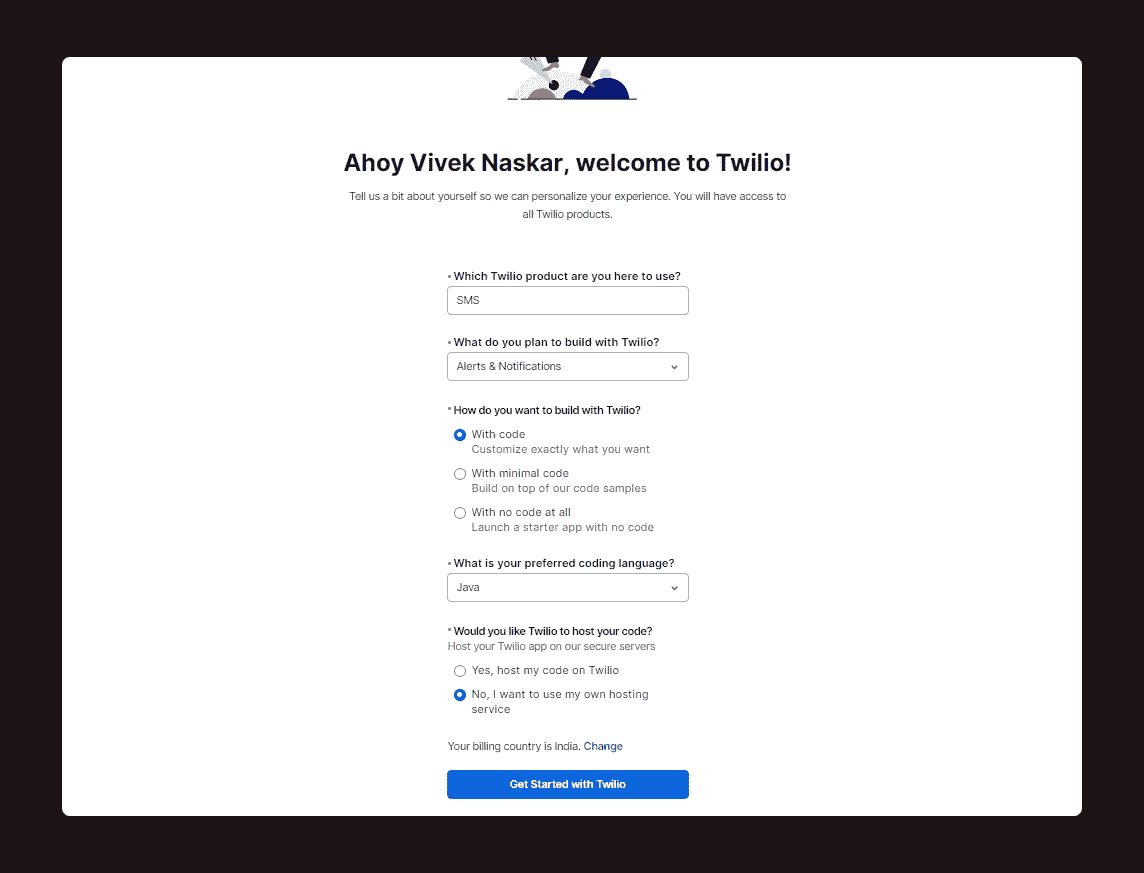 Ahoy Vivek Naskar, welcome to Twilio!
Tell us a bit about yourself so we can personalize your experience. You will have access to
all Twilio products.
• Which Twilio product are you here to use?
SMS
• What do you plan to build with Twilio?
Alerts & Notifications
• How do you want to build with Twilio?
With code
Customize exactly what you want
With minimal code
Build on top of our code samples
With no code at all
Launch a starter app with no code
• What is your preferred coding language?
Java
• Would you like Twilio to host your code?
Host your Twilio app on our secure servers
Yes, host my code on Twilio
No, I want to use my own hosting
service
Your billing country is India. Change
Get Started with Twilio